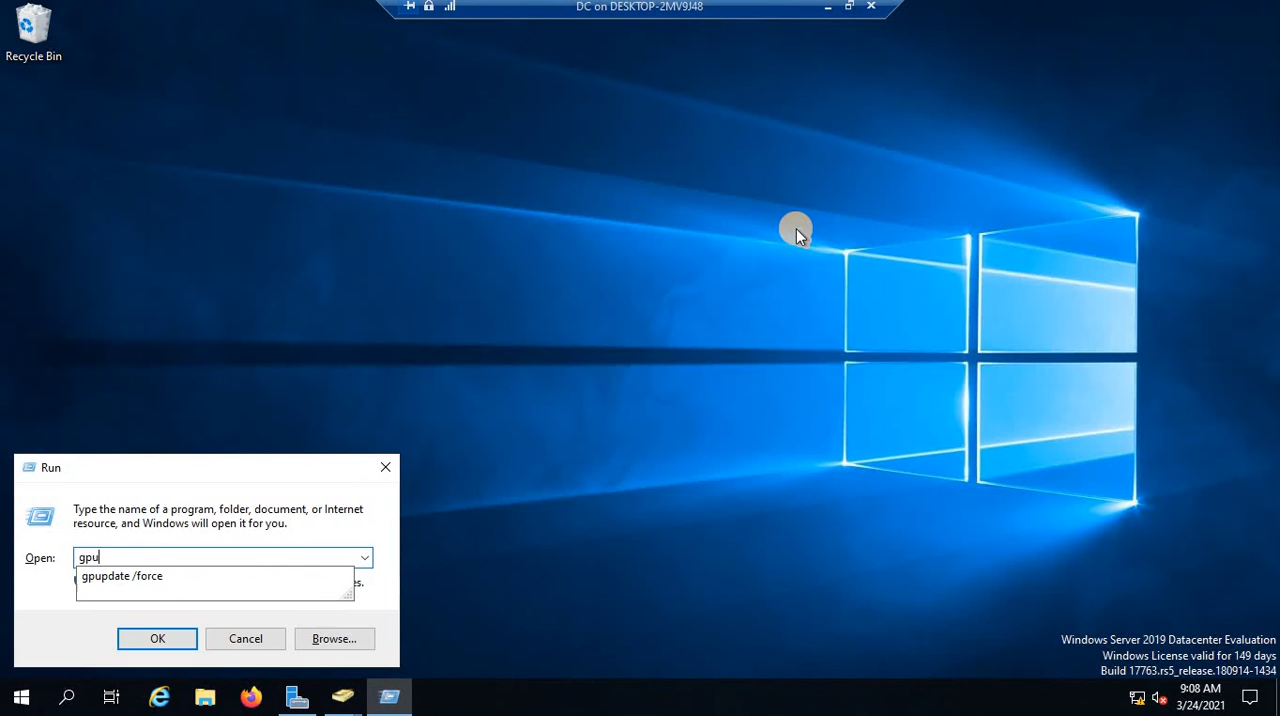 DC on DESKTOP-2MV9J48
Recycle Bin
Run
Type the name of a program, folder, document, or Internet
resource, and Windows will open it for you.
Open:
gpu
gpupdate /force
es.
OK
Cancel
Browse...
Windows Server 2019 Datacenter Evaluation
Windows License valid for 149 days
Build 17763.rs5_release.180914-1434
9:08 AM
3/24/2021